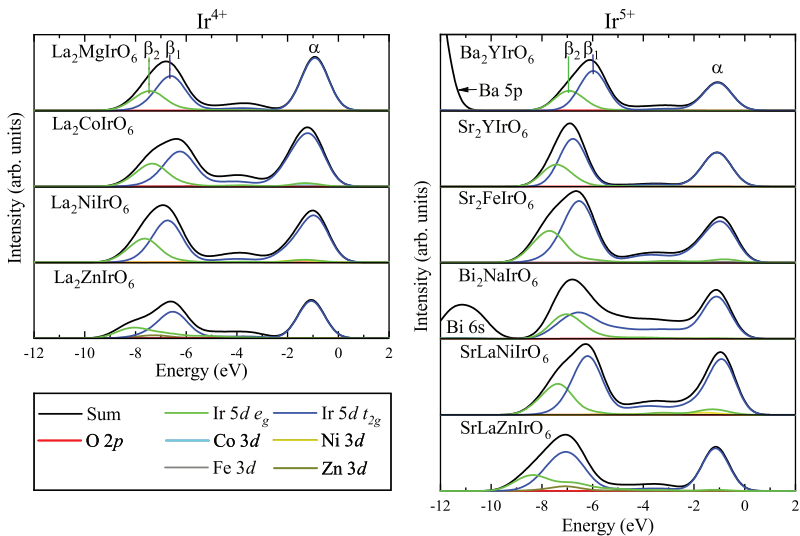 Ir⁴⁺
La₂MgIrO₆
β₂ β₁
α
La₂CoIrO₆
La₂NiIrO₆
La₂ZnIrO₆
Intensity (arb. units)
-12 -10 -8 -6 -4 -2 0 2
Energy (eV)
Sum
Ir 5d e_g
Ir 5d t₂g
O 2p
Co 3d
Ni 3d
Fe 3d
Zn 3d
Ir⁵⁺
Ba₂YIrO₆
β₂ β₁
α
Ba 5p
Sr₂YIrO₆
Sr₂FeIrO₆
Bi₂NaIrO₆
Bi 6s
SrLaNiIrO₆
SrLaZnIrO₆
Intensity (arb. units)
-12 -10 -8 -6 -4 -2 0 2
Energy (eV)